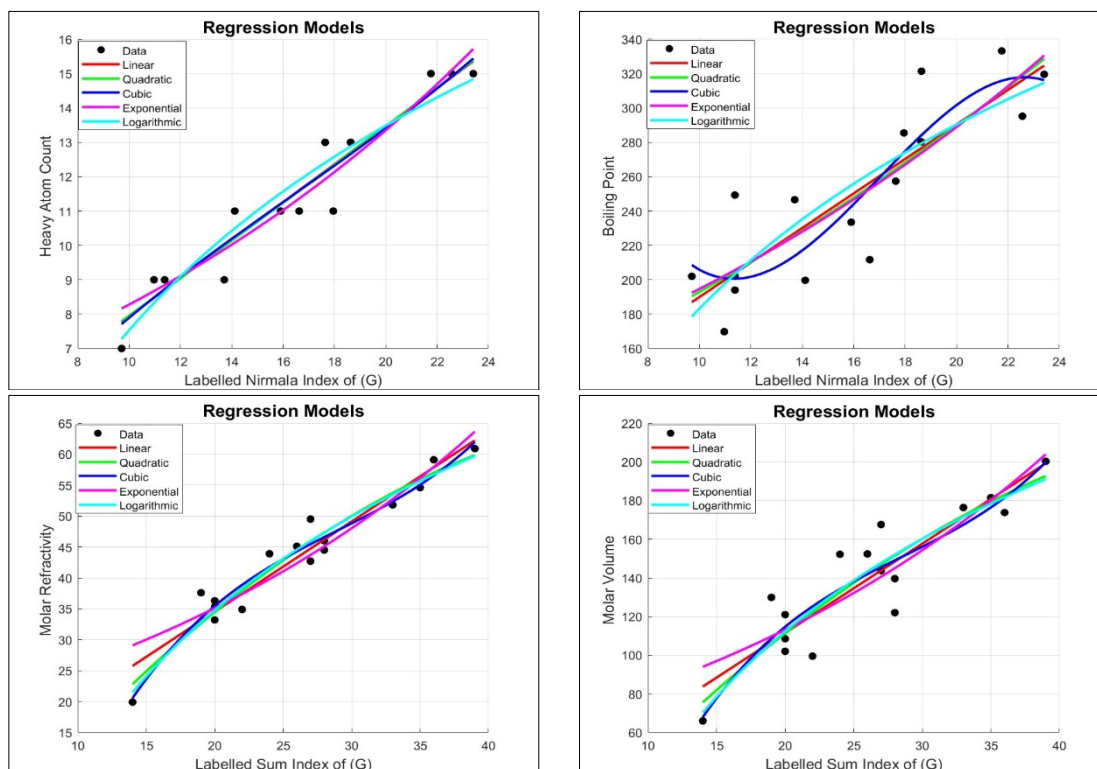 Regression Models
16
15
14
13
12
11
10
9
8
7
Heavy Atom Count
Data
Linear
Quadratic
Cubic
Exponential
Logarithmic
8 10 12 14 16 18 20 22 24
Labelled Nirmala Index of (G)
Regression Models
340
320
300
280
260
240
220
200
180
160
Boiling Point
Data
Linear
Quadratic
Cubic
Exponential
Logarithmic
8 10 12 14 16 18 20 22 24
Labelled Nirmala Index of (G)
Regression Models
65
60
55
50
45
40
35
30
25
20
15
Molar Refractivity
Data
Linear
Quadratic
Cubic
Exponential
Logarithmic
10 15 20 25 30 35 40
Labelled Sum Index of (G)
Regression Models
220
200
180
160
140
120
100
80
60
Molar Volume
Data
Linear
Quadratic
Cubic
Exponential
Logarithmic
10 15 20 25 30 35 40
Labelled Sum Index of (G)